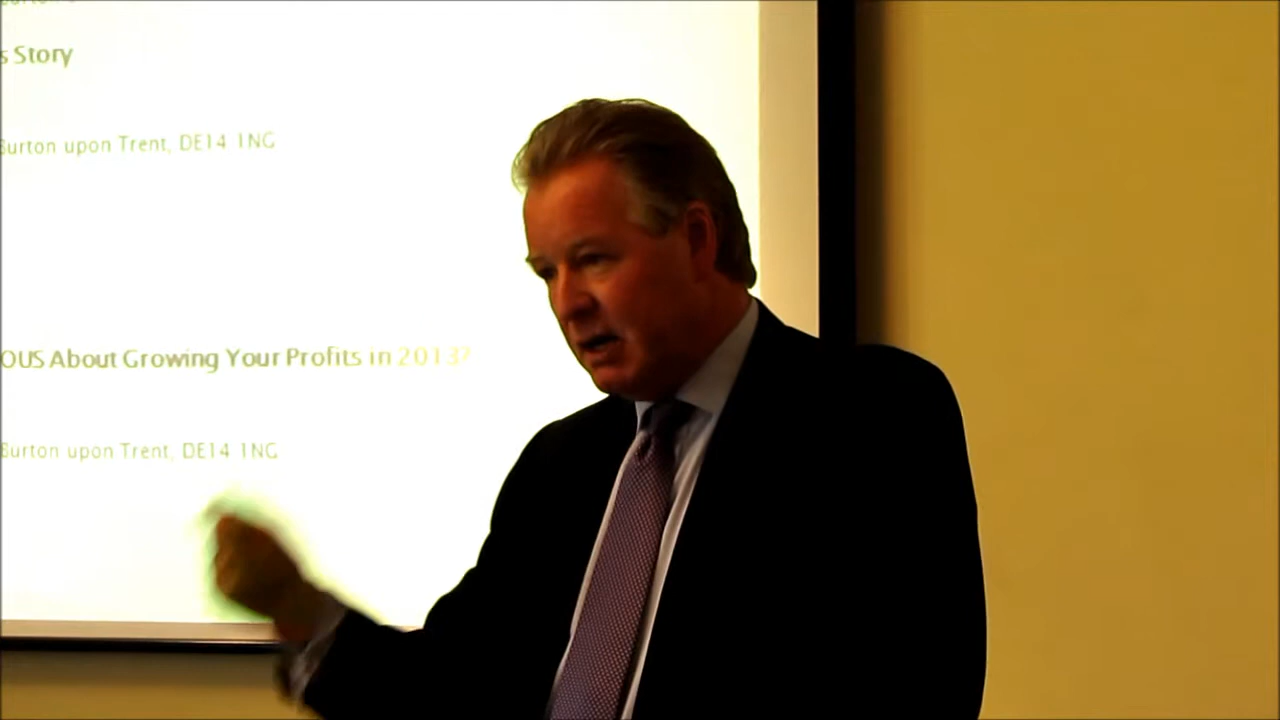 s Story
Burton upon Trent, DE14 1NG
OUS About Growing Your Profits in 2013?
Burton upon Trent, DE14 1NG